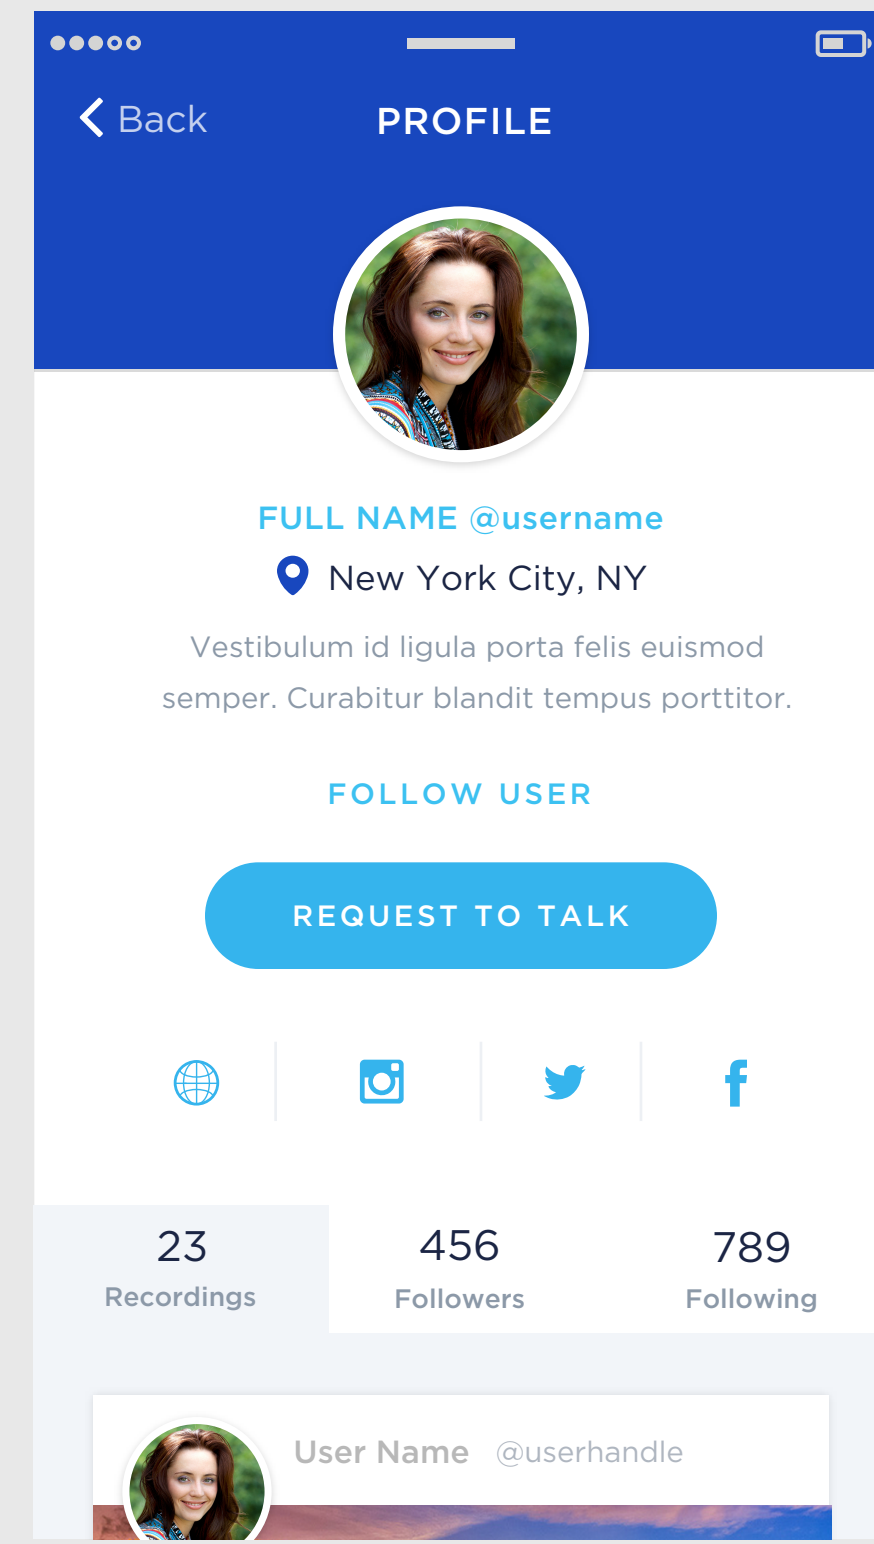 Back
PROFILE
FULL NAME @username
New York City, NY
Vestibulum id ligula porta felis euismod
semper. Curabitur blandit tempus porttitor.
FOLLOW USER
REQUEST TO TALK
23
Recordings
456
Followers
789
Following
User Name @userhandle